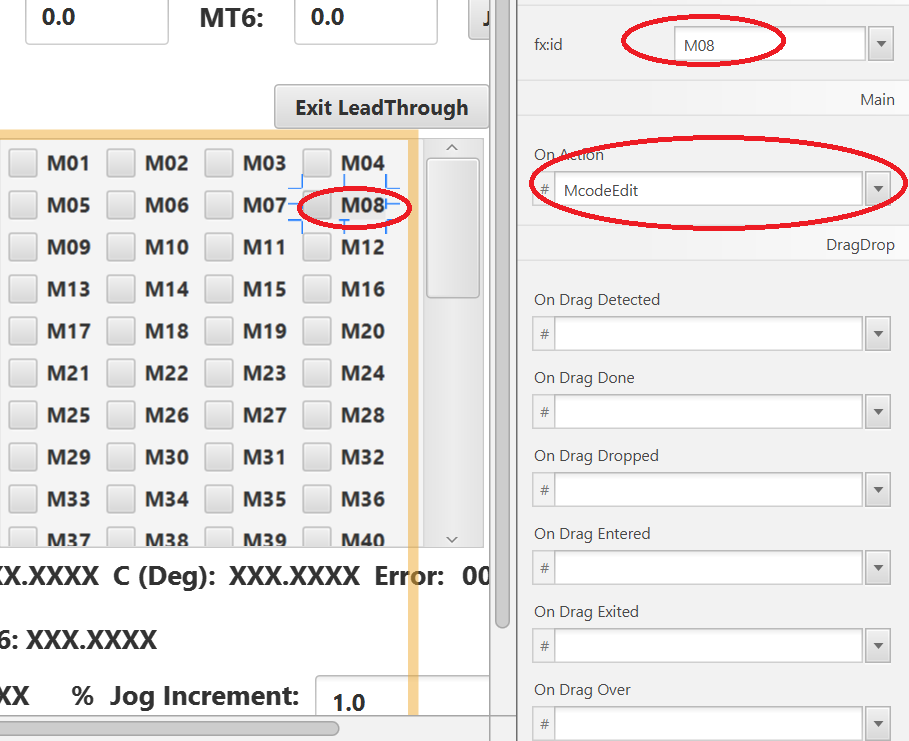 0.0 MT6: 0.0 J
Exit LeadThrough
M01 M02 M03 M04
M05 M06 M07 M08
M09 M10 M11 M12
M13 M14 M15 M16
M17 M18 M19 M20
M21 M22 M23 M24
M25 M26 M27 M28
M29 M30 M31 M32
M33 M34 M35 M36
M37 M38 M39 M40
XX.XXXX C (Deg): XXX.XXXX Error: 00
6: XXX.XXXX
XX % Jog Increment: 1.0
fx:id M08
Main
On Action
# McodeEdit
DragDrop
On Drag Detected
#
On Drag Done
#
On Drag Dropped
#
On Drag Entered
#
On Drag Exited
#
On Drag Over
#